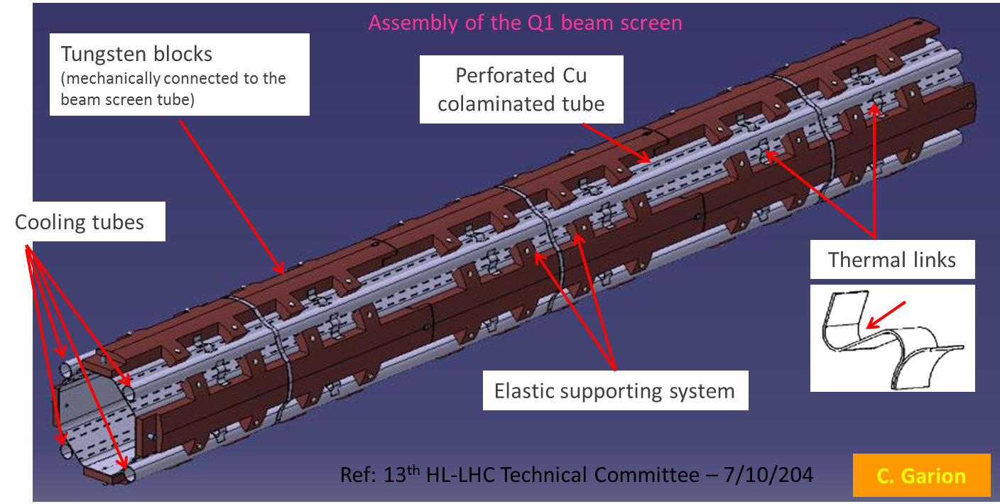 Assembly of the Q1 beam screen
Tungsten blocks
(mechanically connected to the
beam screen tube)
Perforated Cu
colaminated tube
Cooling tubes
Thermal links
Elastic supporting system
Ref: 13th HL-LHC Technical Committee – 7/10/204
C. Garion